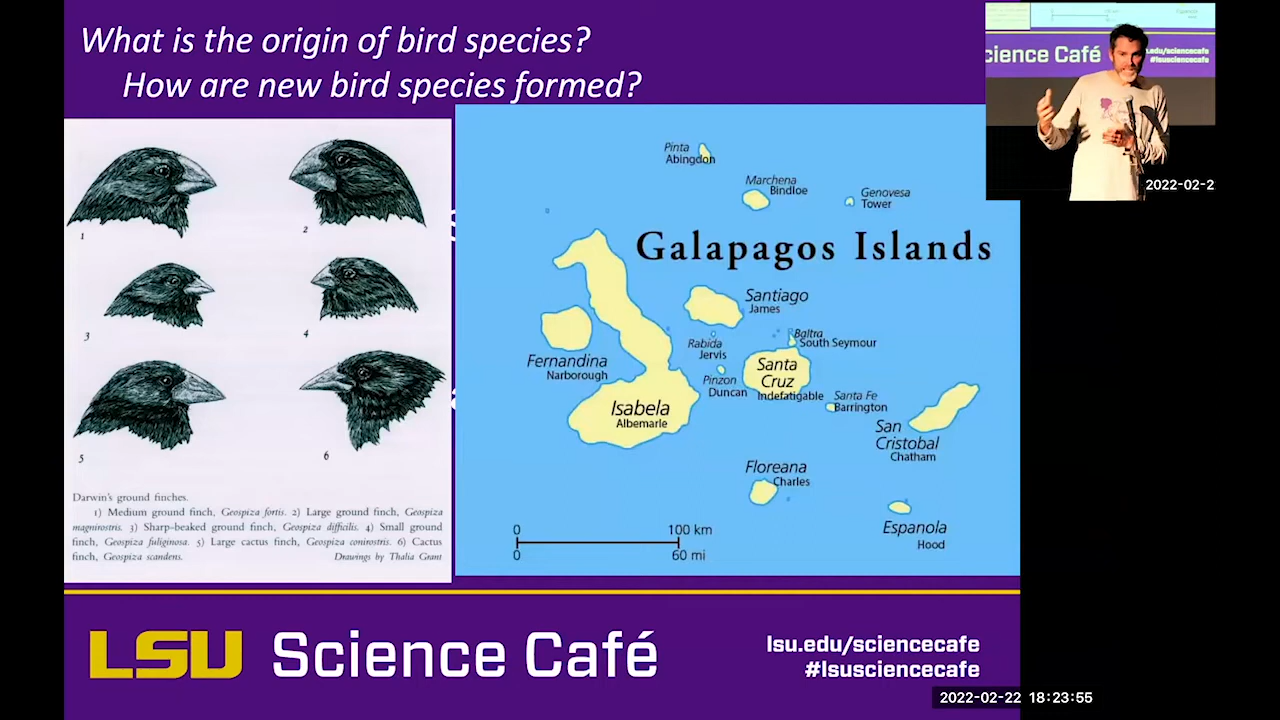 What is the origin of bird species?
How are new bird species formed?
1
2
3
4
5
6
Darwin's ground finches.
1) Medium ground finch, Geospiza fortis. 2) Large ground finch, Geospiza
magnirostris. 3) Sharp-beaked ground finch, Geospiza difficilis. 4) Small ground
finch, Geospiza fuliginosa. 5) Large cactus finch, Geospiza conirostris. 6) Cactus
finch, Geospiza scandens. Drawings by Thalia Grant
Pinta
Abingdon
Marchena
Bindloe
Genovesa
Tower
Galapagos Islands
Santiago
James
Baltra
South Seymour
Rabida
Jervis
Fernandina
Narborough
Pinzon
Duncan
Santa
Cruz
Indefatigable
Santa Fe
Barrington
Isabela
Albemarle
San
Cristobal
Chatham
Floreana
Charles
Espanola
Hood
0 100 km
0 60 mi
LSU Science Café
lsu.edu/sciencecafe
#lsusciencecafe
cience Café
.edu/sciencecafe
#lsusciencecafe
2022-02-2
2022-02-22 18:23:55